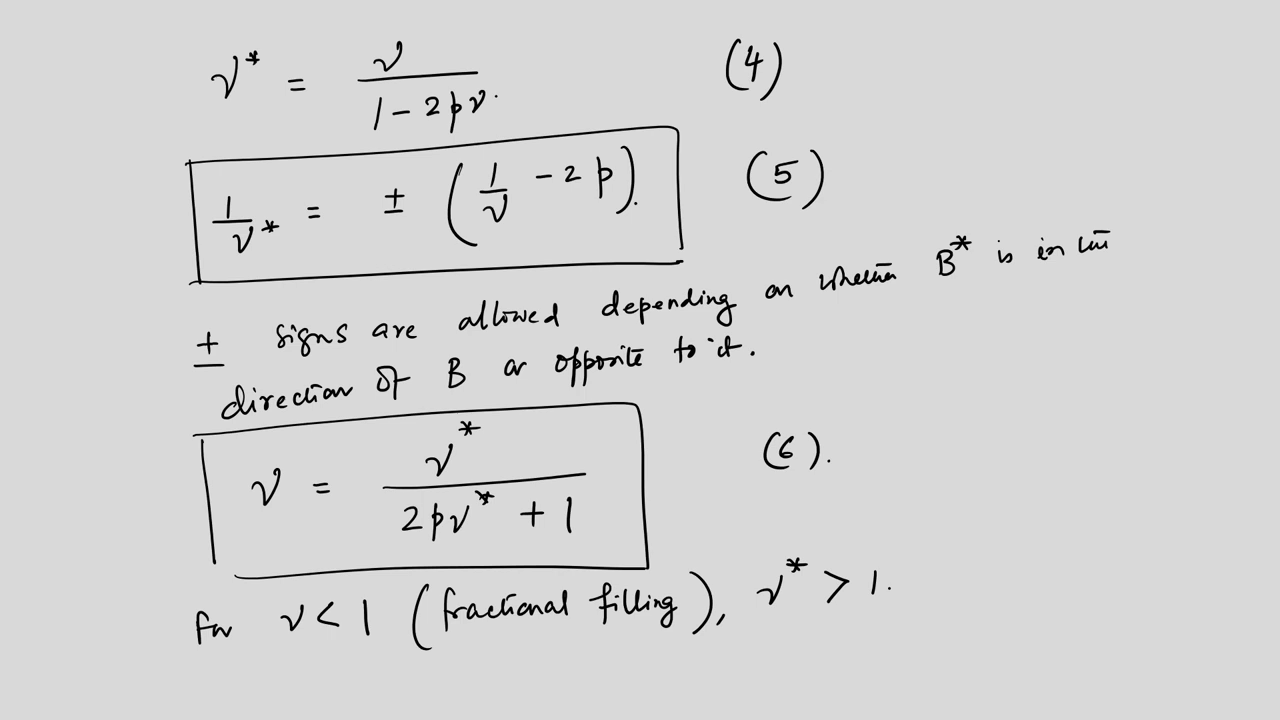 ν* = ν / (1 - 2pν). (4)
1/ν* = ± (1/ν - 2p). (5)
± signs are allowed depending on whether B* is in the
direction of B or opposite to it.
ν = ν* / (2pν* + 1) (6).
for ν < 1 (fractional filling), ν* > 1.